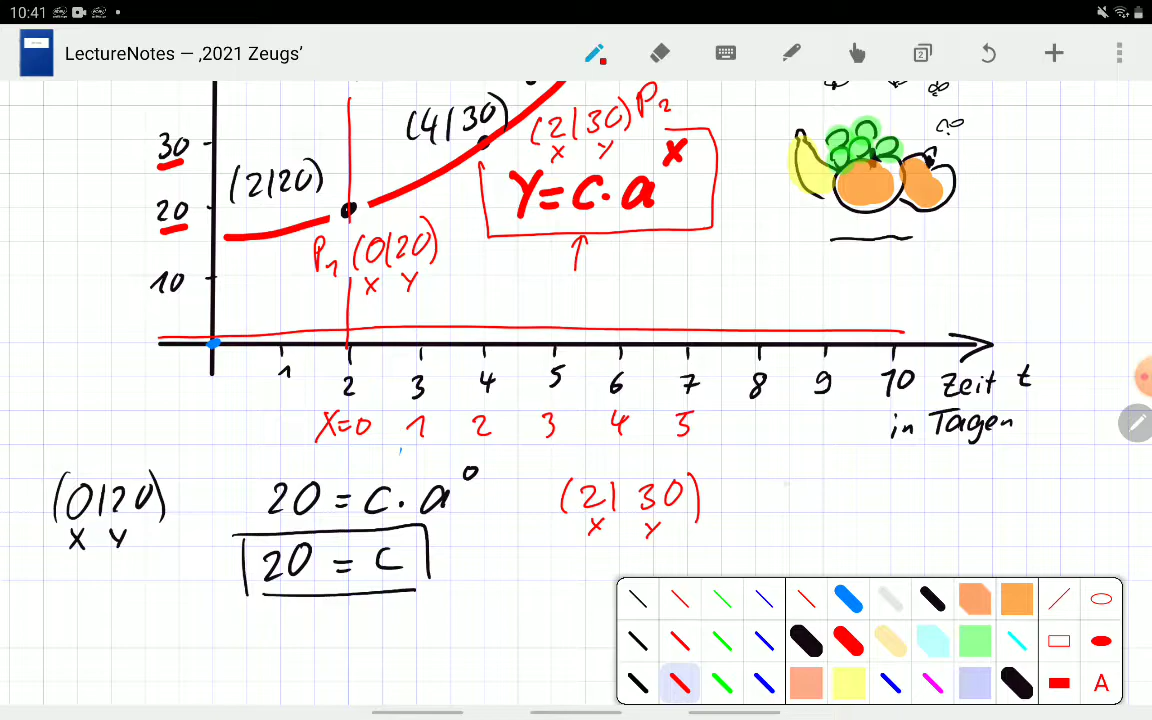 10:41
LectureNotes — ‚2021 Zeugs’
2
(4|30)
(2|30) P₂
x y
30
(2|20)
y = c · a^x
20
P₁ (0|20)
x y
10
1 2 3 4 5 6 7 8 9 10 Zeit t
x=0 1 2 3 4 5 in Tagen
(0|20) 20 = c · a^0 (2|30)
x y x y
20 = c
A